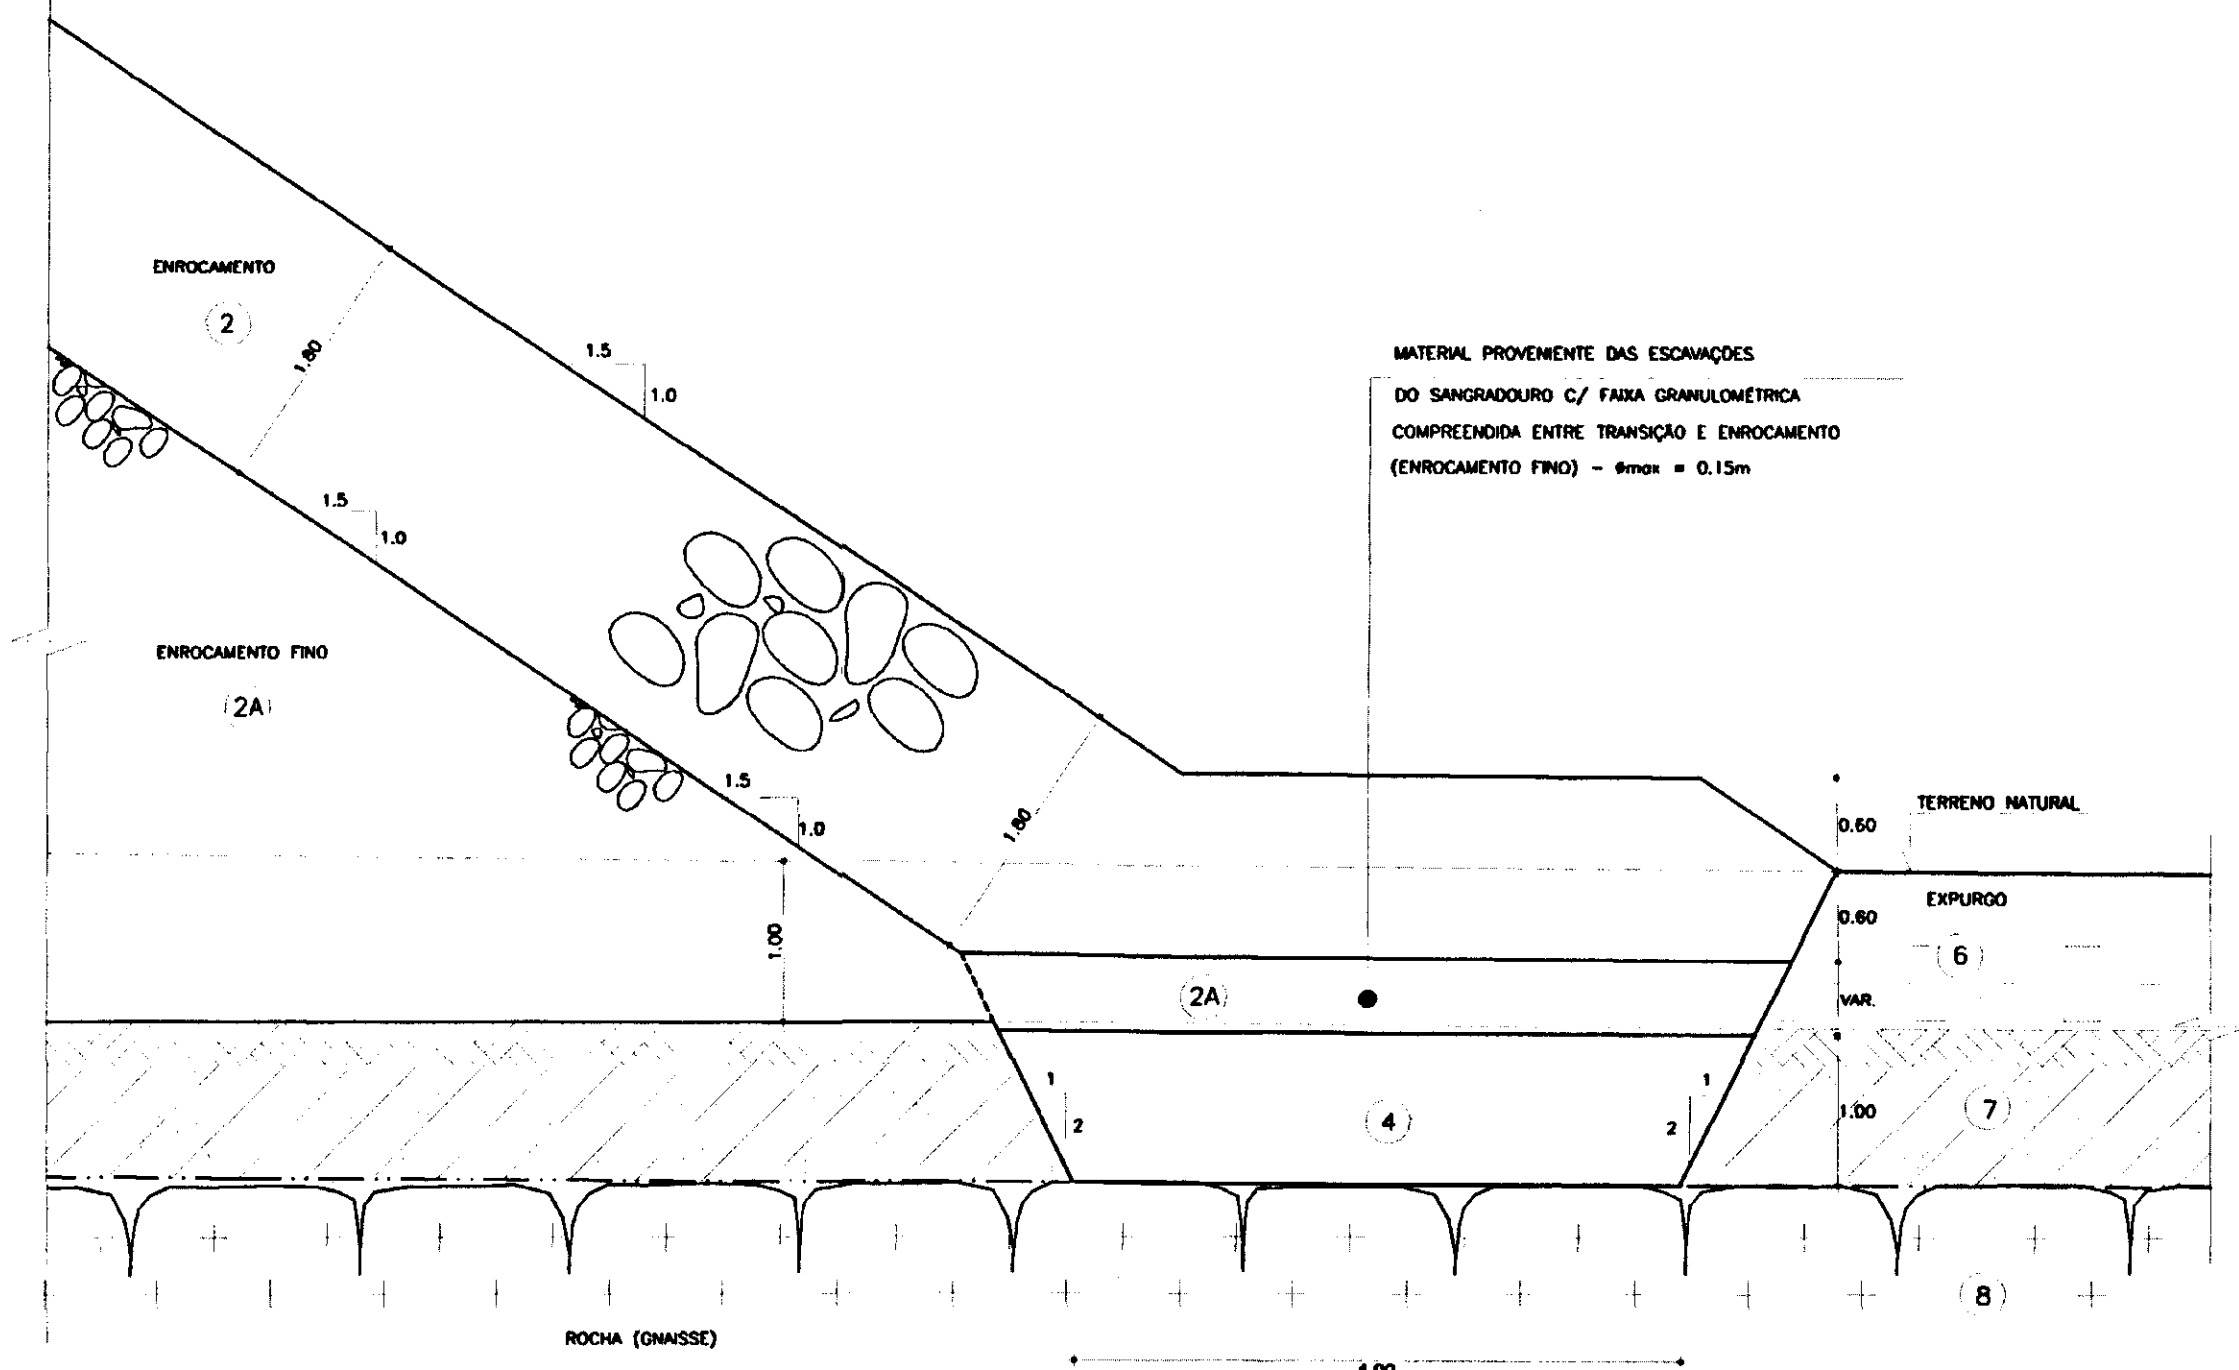 ENROCAMENTO
2
1.80
1.5
1.0
MATERIAL PROVENIENTE DAS ESCAVAÇÕES
DO SANGRADOURO C/ FAIXA GRANULOMÉTRICA
COMPREENDIDA ENTRE TRANSIÇÃO E ENROCAMENTO
(ENROCAMENTO FINO) - ømax = 0.15m
1.5
1.0
ENROCAMENTO FINO
2A
1.5
1.0
1.80
TERRENO NATURAL
0.60
EXPURGO
0.60
6
1.00
2A
VAR.
1
2
4
1
2
1.00
7
8
ROCHA (GNAISSE)